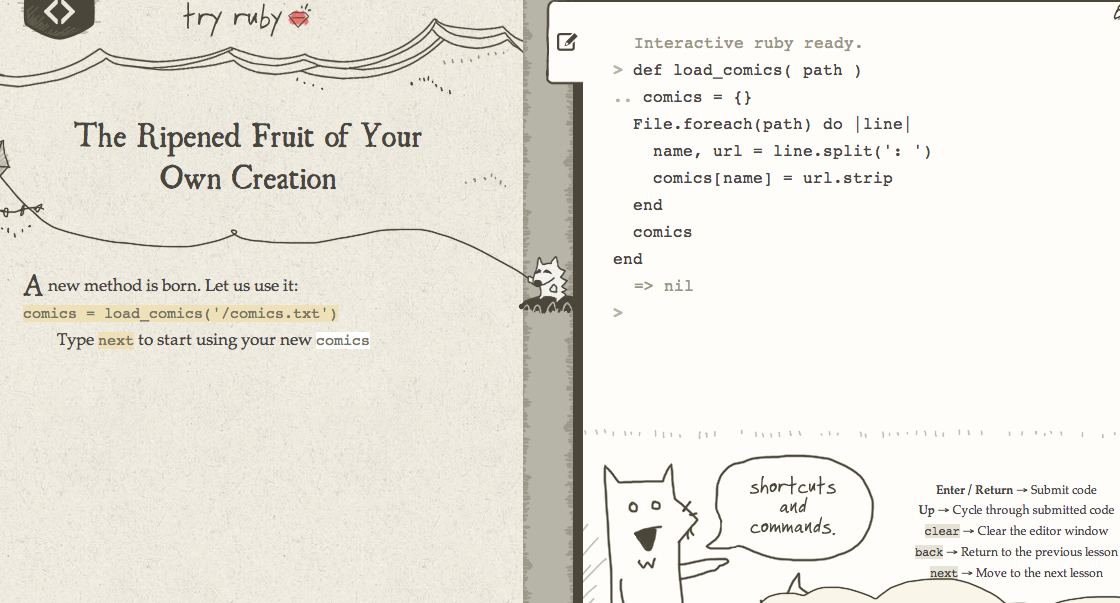 try ruby
The Ripened Fruit of Your
Own Creation
A new method is born. Let us use it:
comics = load_comics('/comics.txt')
Type next to start using your new comics
Interactive ruby ready.
> def load_comics( path )
.. comics = {}
File.foreach(path) do |line|
name, url = line.split(': ')
comics[name] = url.strip
end
comics
end
=> nil
>
shortcuts
and
commands.
Enter / Return → Submit code
Up → Cycle through submitted code
clear → Clear the editor window
back → Return to the previous lesson
next → Move to the next lesson